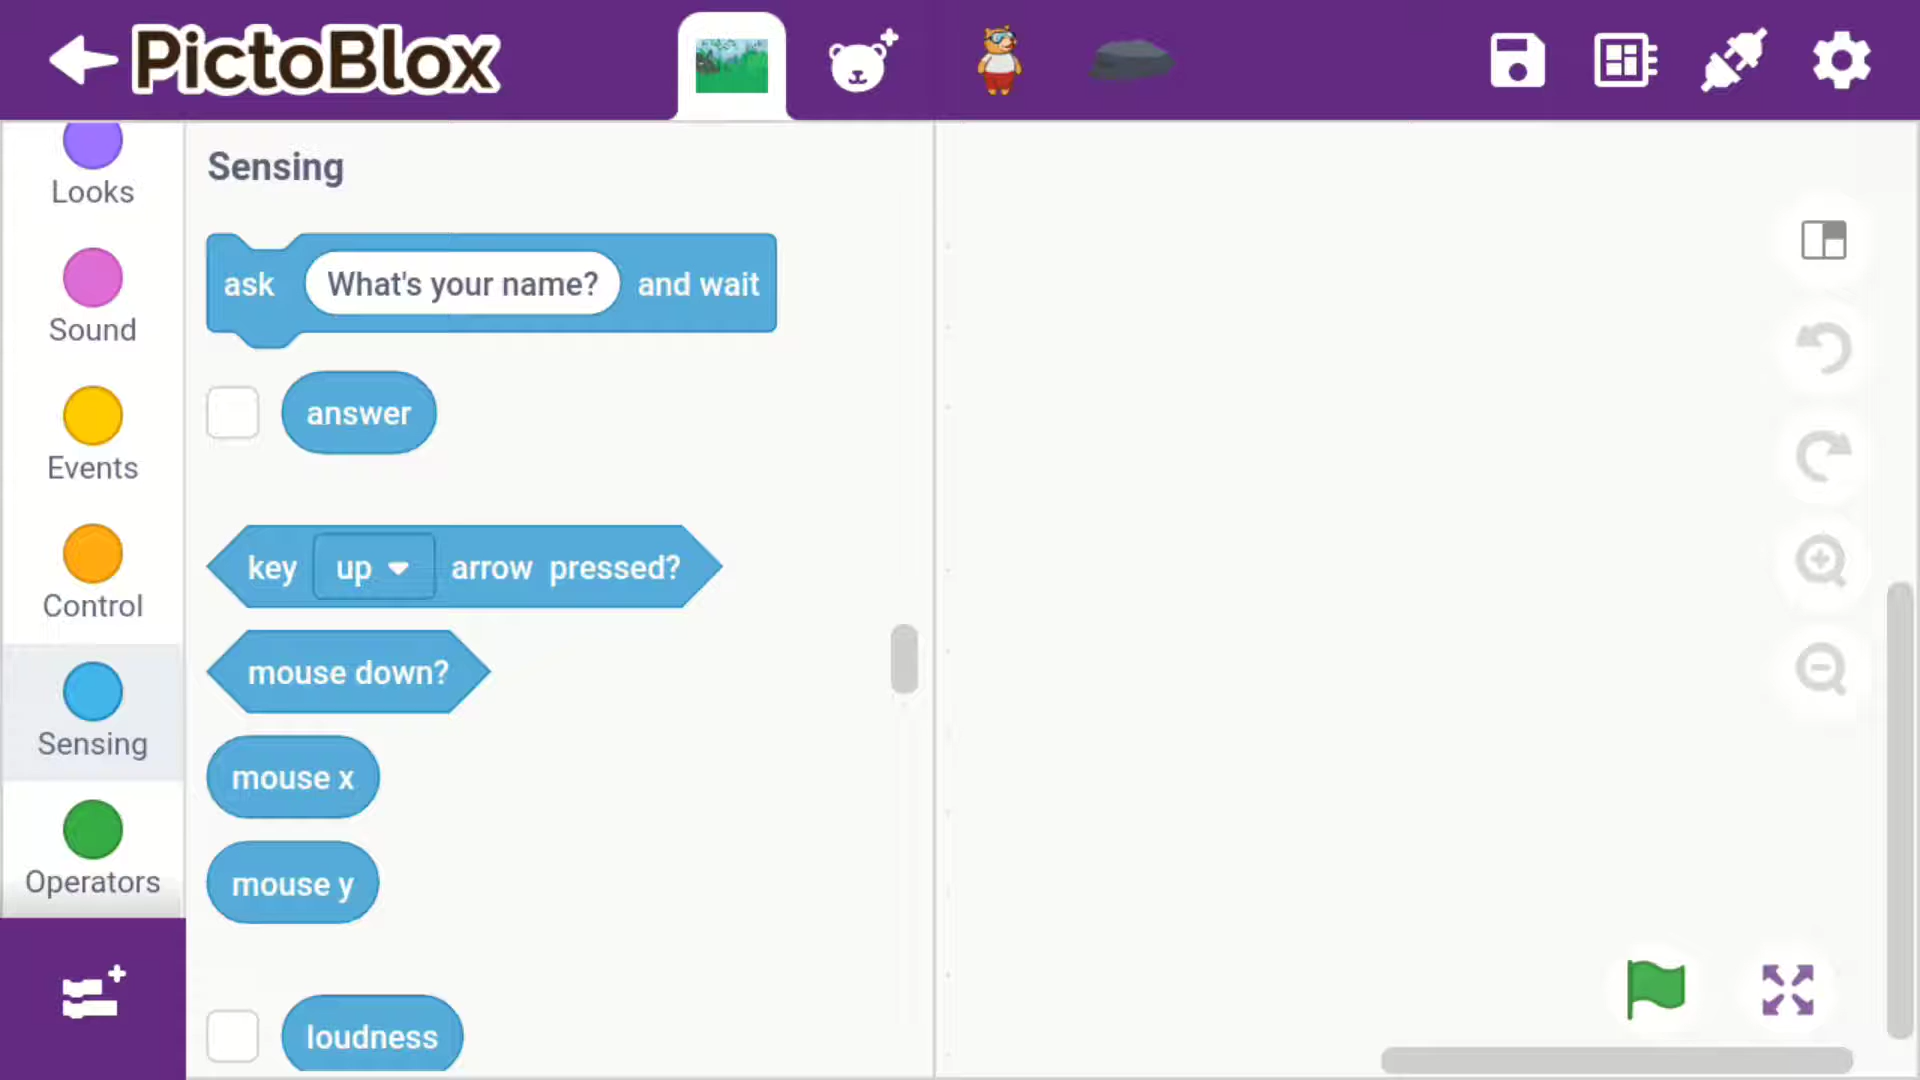 PictoBlox
Looks
Sound
Events
Control
Sensing
Operators
Sensing
ask What's your name? and wait
answer
key up arrow pressed?
mouse down?
mouse x
mouse y
loudness